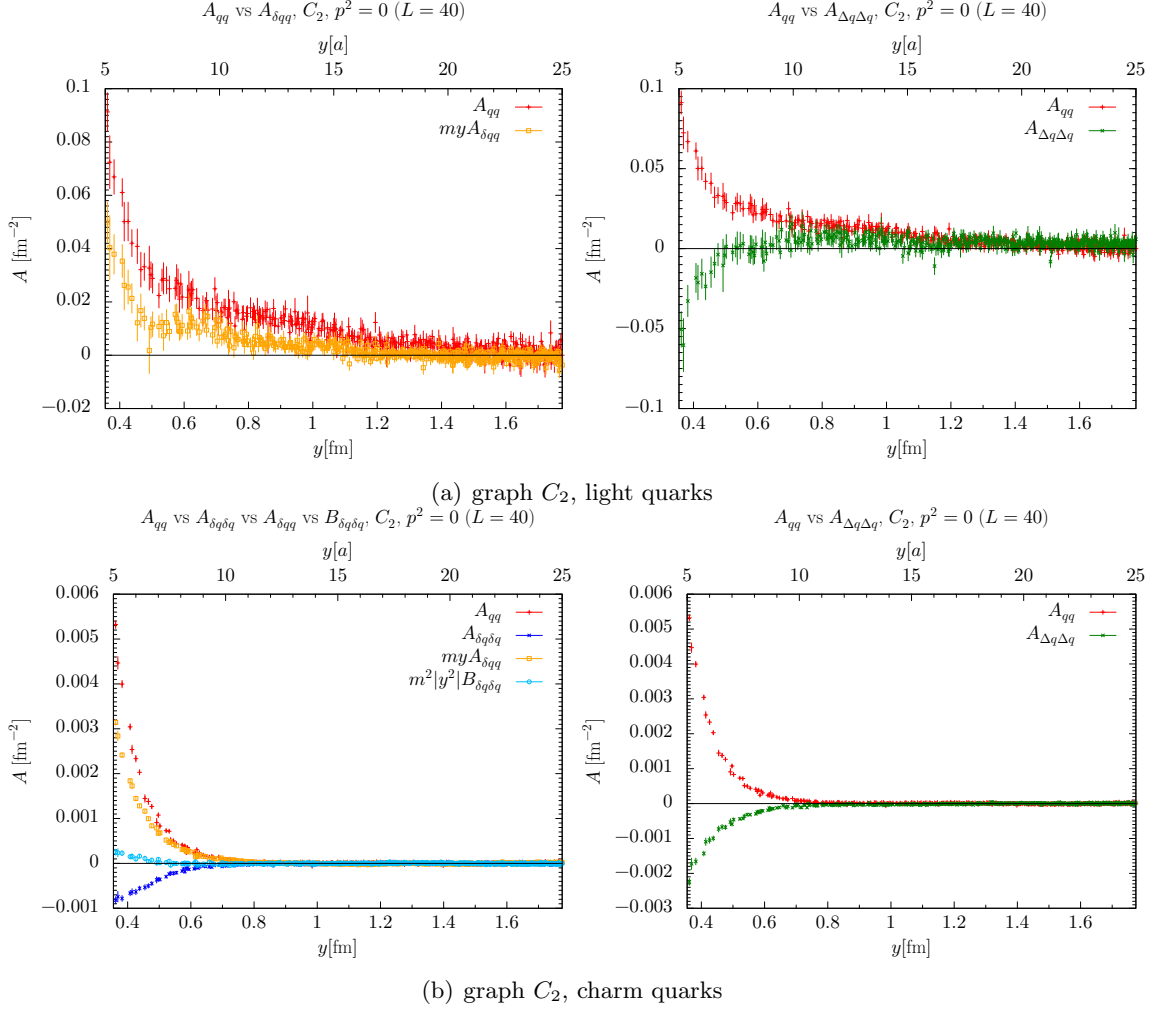 A_{qq} vs A_{δqq}, C_2, p^2 = 0 (L = 40)
y[a]
5 10 15 20 25
0.1
0.08
0.06
0.04
0.02
0
−0.02
A [fm^{−2}]
A_{qq}
myA_{δqq}
0.4 0.6 0.8 1 1.2 1.4 1.6
y[fm]
A_{qq} vs A_{ΔqΔq}, C_2, p^2 = 0 (L = 40)
y[a]
5 10 15 20 25
0.1
0.05
0
−0.05
−0.1
A [fm^{−2}]
A_{qq}
A_{ΔqΔq}
0.4 0.6 0.8 1 1.2 1.4 1.6
y[fm]
(a) graph C_2, light quarks
A_{qq} vs A_{δqδq} vs A_{δqq} vs B_{δqδq}, C_2, p^2 = 0 (L = 40)
y[a]
5 10 15 20 25
0.006
0.005
0.004
0.003
0.002
0.001
0
−0.001
A [fm^{−2}]
A_{qq}
A_{δqδq}
myA_{δqq}
m^2|y^2|B_{δqδq}
0.4 0.6 0.8 1 1.2 1.4 1.6
y[fm]
A_{qq} vs A_{ΔqΔq}, C_2, p^2 = 0 (L = 40)
y[a]
5 10 15 20 25
0.006
0.005
0.004
0.003
0.002
0.001
0
−0.001
−0.002
−0.003
A [fm^{−2}]
A_{qq}
A_{ΔqΔq}
0.4 0.6 0.8 1 1.2 1.4 1.6
y[fm]
(b) graph C_2, charm quarks